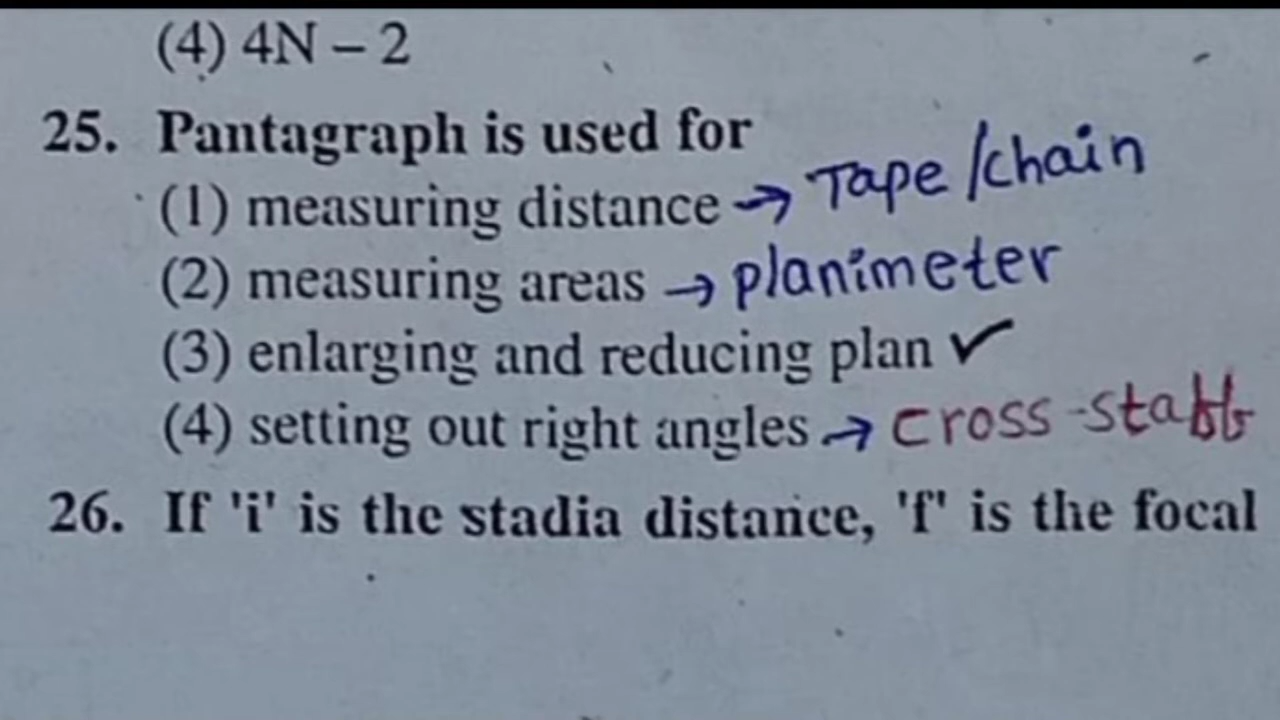 (4) 4N – 2
25. Pantagraph is used for
(1) measuring distance → Tape/chain
(2) measuring areas → planimeter
(3) enlarging and reducing plan ✓
(4) setting out right angles → cross-staff
26. If 'i' is the stadia distance, 'f' is the focal